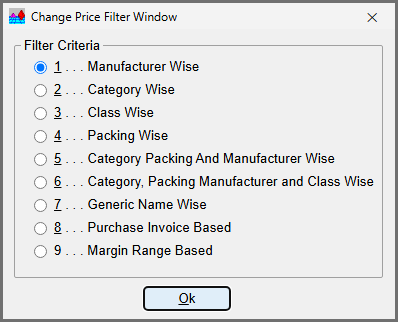 Change Price Filter Window
Filter Criteria
1 . . . Manufacturer Wise
2 . . . Category Wise
3 . . . Class Wise
4 . . . Packing Wise
5 . . . Category Packing And Manufacturer Wise
6 . . . Category, Packing Manufacturer and Class Wise
7 . . . Generic Name Wise
8 . . . Purchase Invoice Based
9 . . . Margin Range Based
Ok